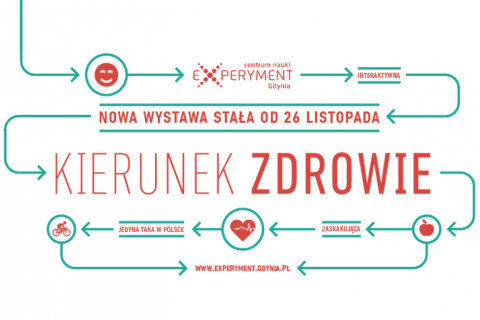 centrum nauki
EXPERYMENT
Gdynia
INTERAKTYWNA
NOWA WYSTAWA STAŁA OD 26 LISTOPADA
KIERUNEK ZDROWIE
JEDYNA TAKA W POLSCE
ZASKAKUJĄCA
WWW.EXPERYMENT.GDYNIA.PL